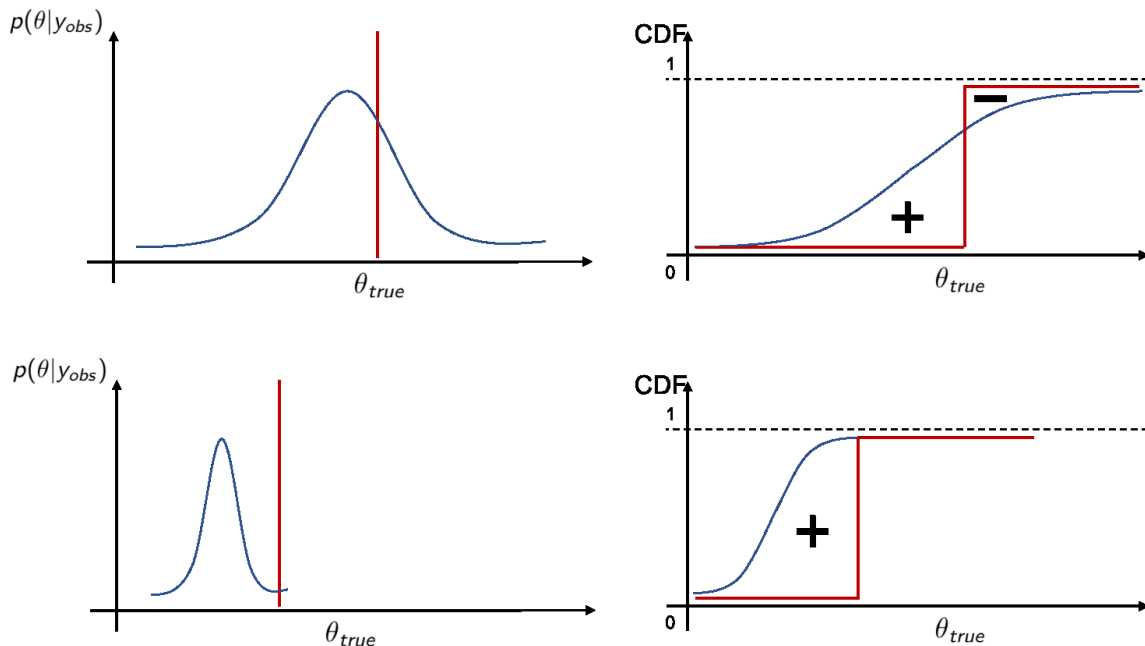 p(θ|y_obs)
θ_true
CDF
1
+
−
0
θ_true
p(θ|y_obs)
θ_true
CDF
1
+
0
θ_true